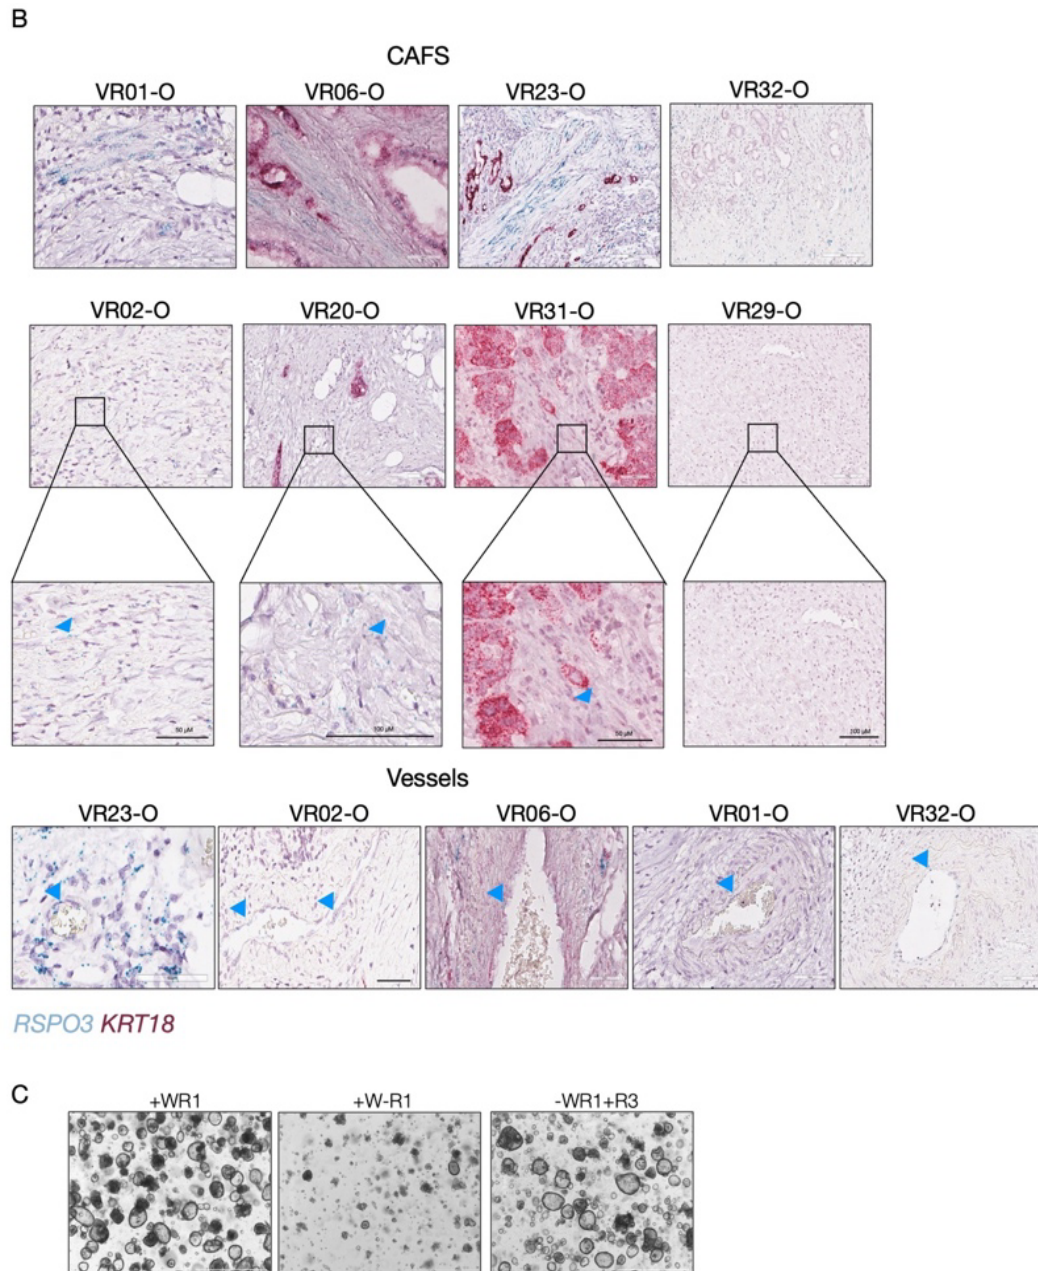 B
CAFS
VR01-O VR06-O VR23-O VR32-O
VR02-O VR20-O VR31-O VR29-O
50 µM 100 µM 50 µM 100 µM
Vessels
VR23-O VR02-O VR06-O VR01-O VR32-O
RSPO3 KRT18
C
+WR1 +W-R1 -WR1+R3